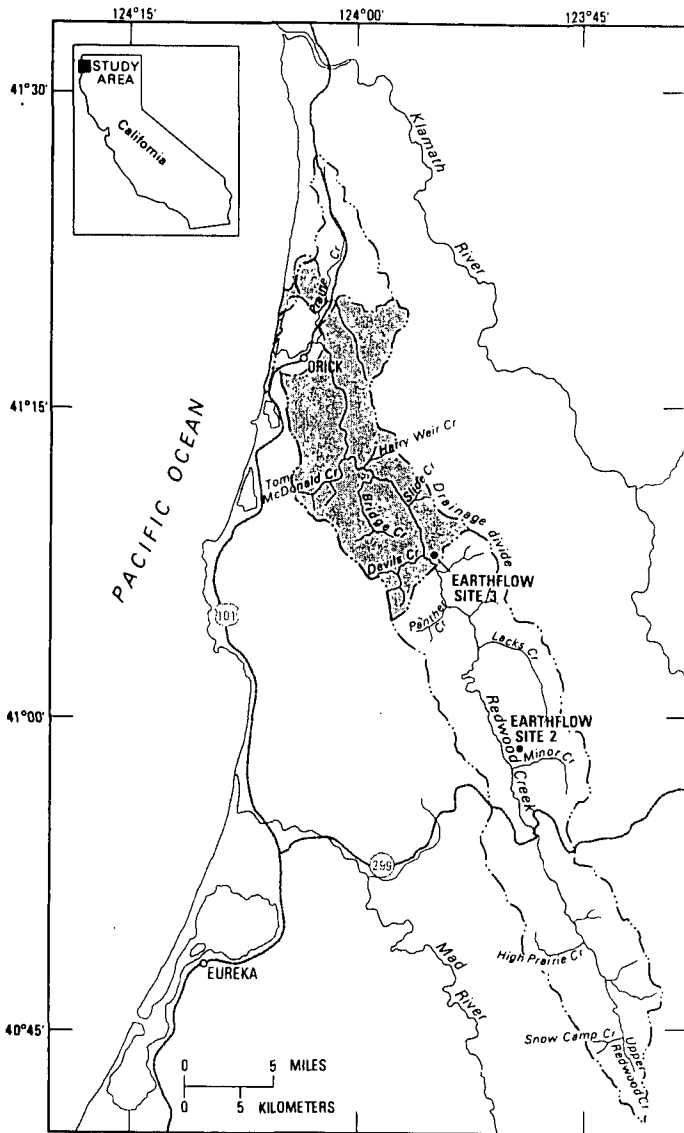 124°15'
124°00'
123°45'
41°30'
STUDY
AREA
California
Klamath
River
Prairie
Cr
ORICK
41°15'
PACIFIC OCEAN
Harry Weir Cr
Tom
McDonald Cr
Slide Cr
Bridge Cr
Drainage divide
Devils Cr
EARTHFLOW
SITE 3
Panther
Cr
101
Lacks Cr
41°00'
Redwood Creek
EARTHFLOW
SITE 2
Minor Cr
299
Mad
River
High Prairie Cr
EUREKA
40°45'
Snow Camp Cr
Upper
Redwood Cr
0 5 MILES
0 5 KILOMETERS